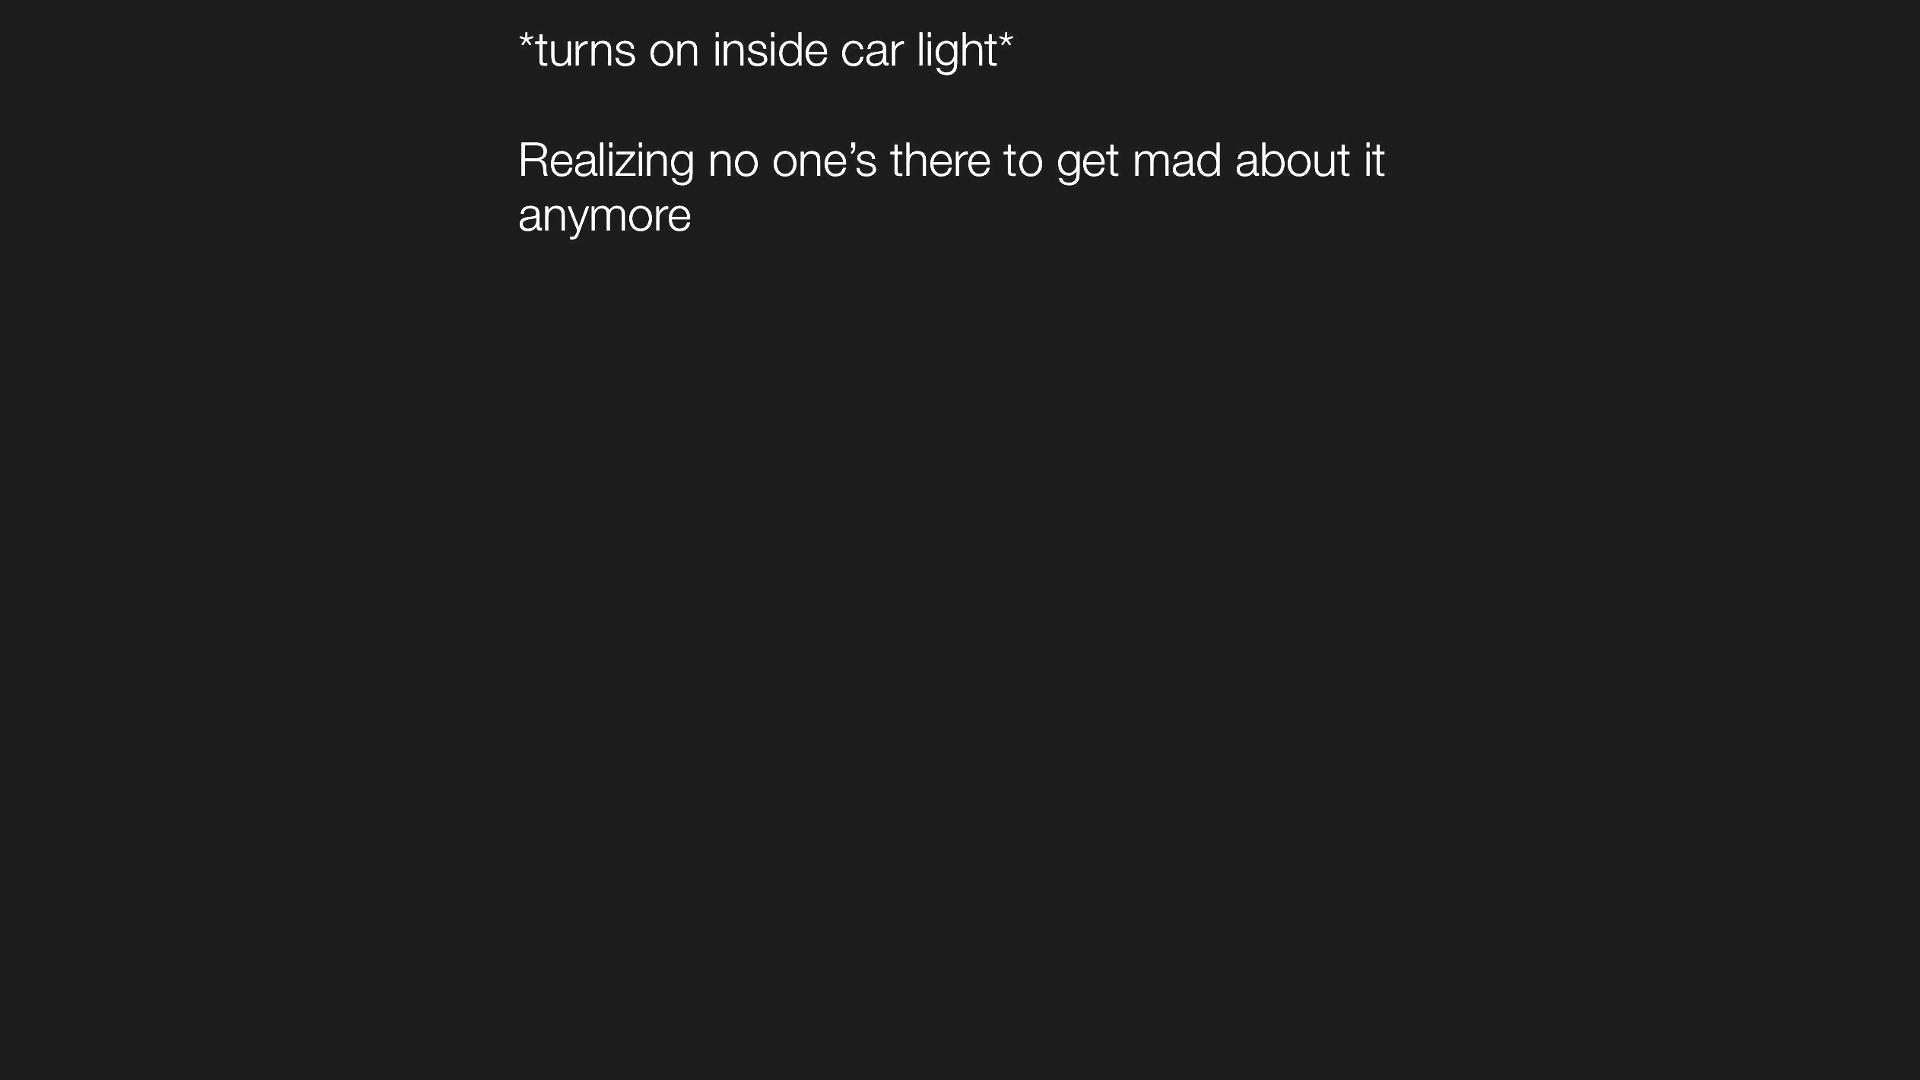 *turns on inside car light*
Realizing no one’s there to get mad about it
anymore